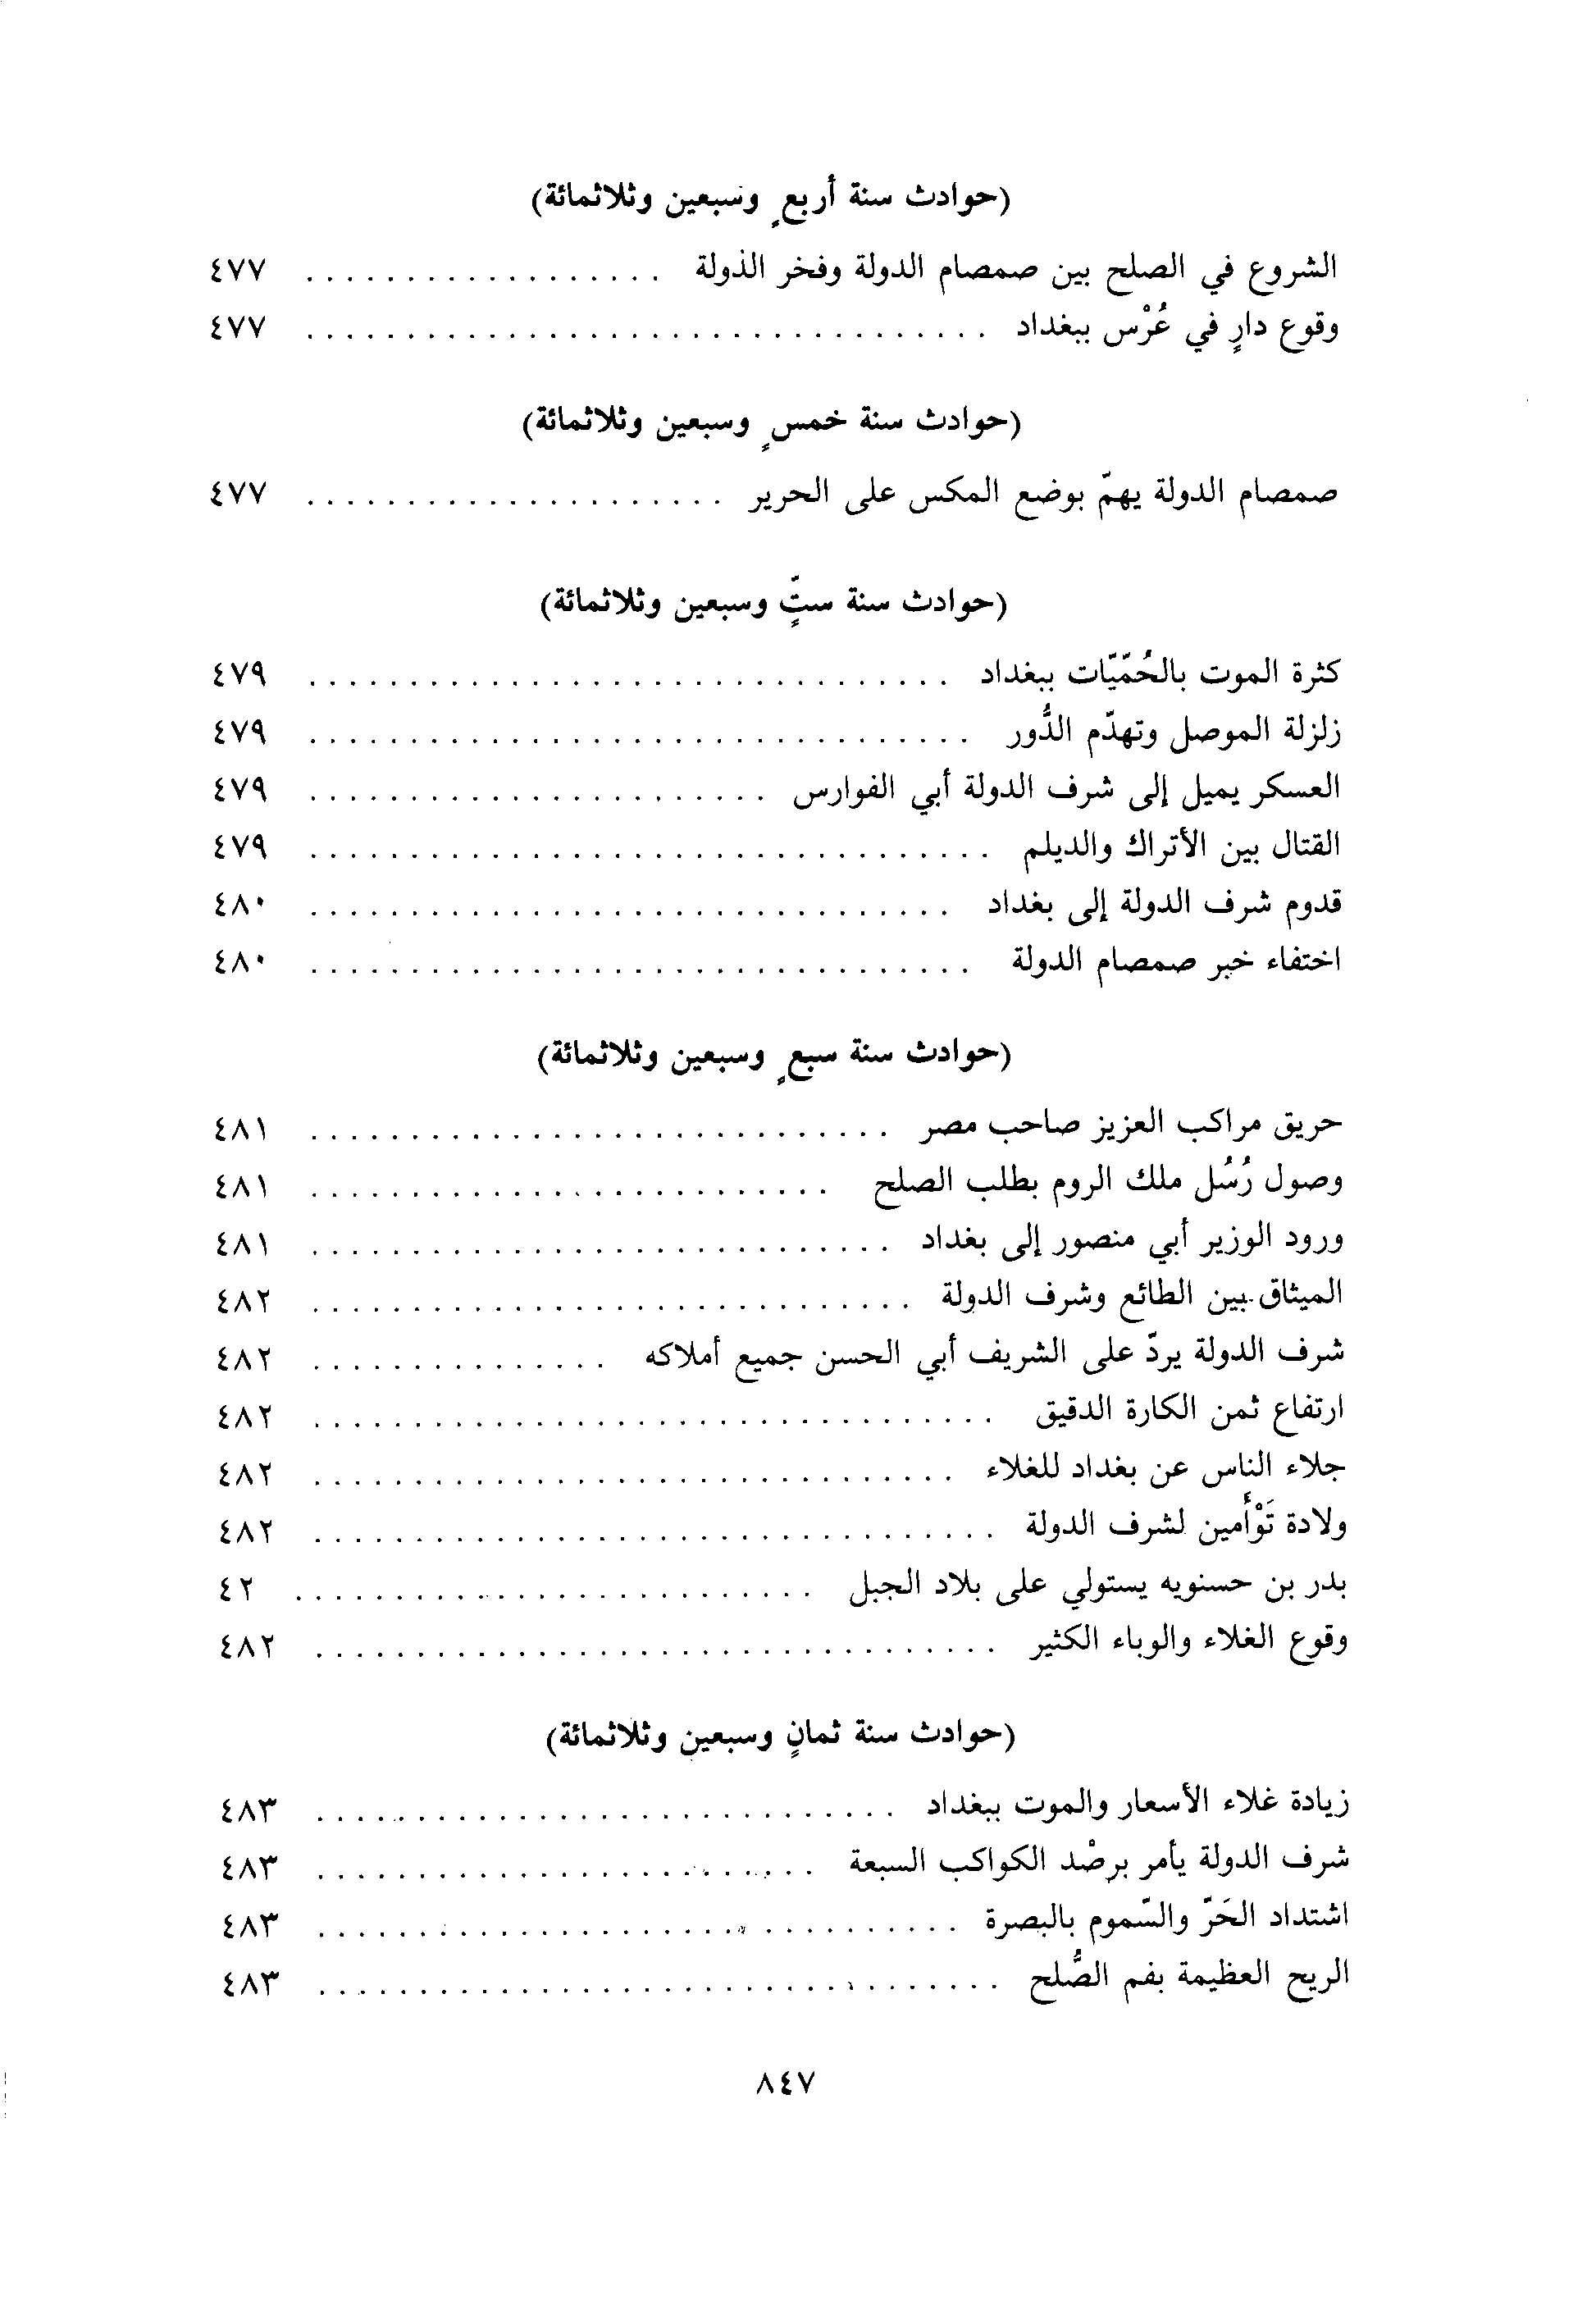 (حوادث سنة أربعٍ وسبعين وثلاثمائة)
الشروع في الصلح بين صمصام الدولة وفخر الذولة . . . . . . . . . . . . . . . . . . ٤٧٧
وقوع دارٍ في عُرْس ببغداد . . . . . . . . . . . . . . . . . . . . . . . . . . . . . . . . . . ٤٧٧
(حوادث سنة خمسٍ وسبعين وثلاثمائة)
صمصام الدولة يهمّ بوضع المكس على الحرير . . . . . . . . . . . . . . . . . . . . . ٤٧٧
(حوادث سنة ستٍّ وسبعين وثلاثمائة)
كثرة الموت بالحُمّيّات ببغداد . . . . . . . . . . . . . . . . . . . . . . . . . . . . . . . . ٤٧٩
زلزلة الموصل وتهدّم الدُّور . . . . . . . . . . . . . . . . . . . . . . . . . . . . . . . . . ٤٧٩
العسكر يميل إلى شرف الدولة أبي الفوارس . . . . . . . . . . . . . . . . . . . . . . . ٤٧٩
القتال بين الأتراك والديلم . . . . . . . . . . . . . . . . . . . . . . . . . . . . . . . . . . ٤٧٩
قدوم شرف الدولة إلى بغداد . . . . . . . . . . . . . . . . . . . . . . . . . . . . . . . . ٤٨٠
اختفاء خبر صمصام الدولة . . . . . . . . . . . . . . . . . . . . . . . . . . . . . . . . . ٤٨٠
(حوادث سنة سبعٍ وسبعين وثلاثمائة)
حريق مراكب العزيز صاحب مصر . . . . . . . . . . . . . . . . . . . . . . . . . . . . . ٤٨١
وصول رُسُل ملك الروم بطلب الصلح . . . . . . . . . . . . . . . . . . . . . . . . . . ٤٨١
ورود الوزير أبي منصور إلى بغداد . . . . . . . . . . . . . . . . . . . . . . . . . . . . . ٤٨١
الميثاق بين الطائع وشرف الدولة . . . . . . . . . . . . . . . . . . . . . . . . . . . . . . ٤٨٢
شرف الدولة يردّ على الشريف أبي الحسن جميع أملاكه . . . . . . . . . . . . . . . ٤٨٢
ارتفاع ثمن الكارة الدقيق . . . . . . . . . . . . . . . . . . . . . . . . . . . . . . . . . . ٤٨٢
جلاء الناس عن بغداد للغلاء . . . . . . . . . . . . . . . . . . . . . . . . . . . . . . . . ٤٨٢
ولادة تَوْأَمين لشرف الدولة . . . . . . . . . . . . . . . . . . . . . . . . . . . . . . . . . . ٤٨٢
بدر بن حسنويه يستولي على بلاد الجبل . . . . . . . . . . . . . . . . . . . . . . . . . . ٤٢
وقوع الغلاء والوباء الكثير . . . . . . . . . . . . . . . . . . . . . . . . . . . . . . . . . . ٤٨٢
(حوادث سنة ثمانٍ وسبعين وثلاثمائة)
زيادة غلاء الأسعار والموت ببغداد . . . . . . . . . . . . . . . . . . . . . . . . . . . . . ٤٨٣
شرف الدولة يأمر برصْد الكواكب السبعة . . . . . . . . . . . . . . . . . . . . . . . . . ٤٨٣
اشتداد الحَرّ والسّموم بالبصرة . . . . . . . . . . . . . . . . . . . . . . . . . . . . . . . . ٤٨٣
الريح العظيمة بفم الصُّلح . . . . . . . . . . . . . . . . . . . . . . . . . . . . . . . . . . ٤٨٣
٨٤٧